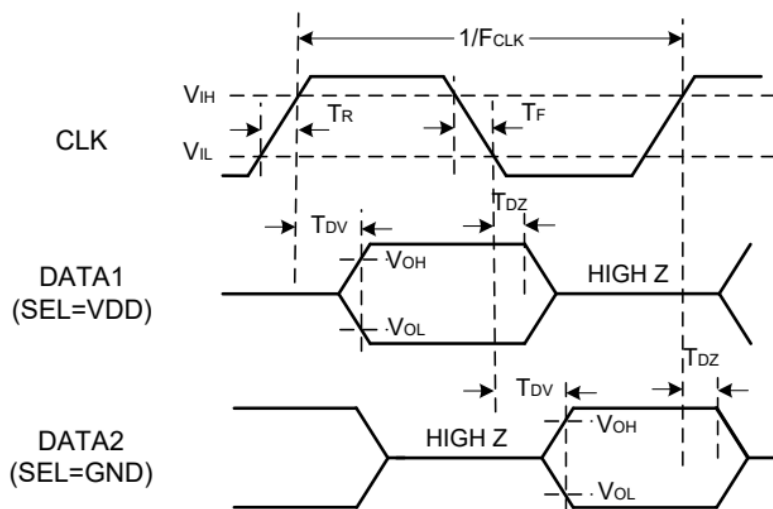 1/FCLK
VIH
TR
TF
CLK
VIL
TDZ
TDV
VOH
DATA1
(SEL=VDD)
HIGH Z
VOL
TDZ
TDV
VOH
DATA2
(SEL=GND)
HIGH Z
VOL